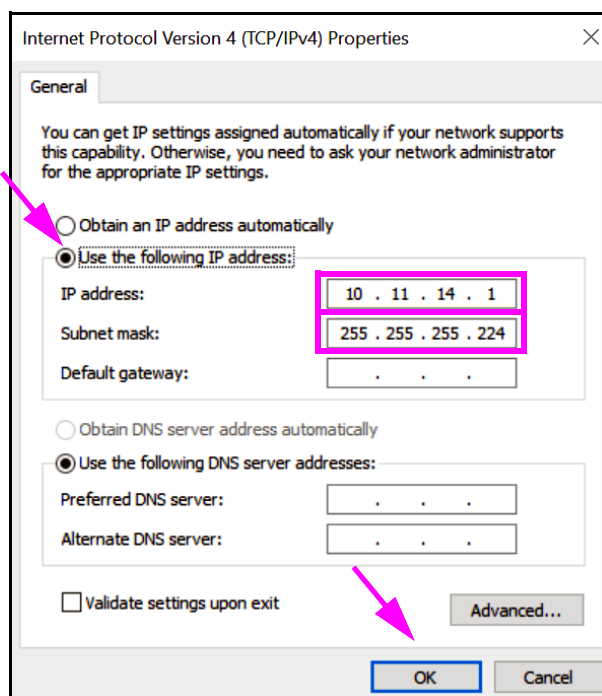 Internet Protocol Version 4 (TCP/IPv4) Properties
General
You can get IP settings assigned automatically if your network supports
this capability. Otherwise, you need to ask your network administrator
for the appropriate IP settings.
Obtain an IP address automatically
Use the following IP address:
IP address: 10 . 11 . 14 . 1
Subnet mask: 255 . 255 . 255 . 224
Default gateway: . . .
Obtain DNS server address automatically
Use the following DNS server addresses:
Preferred DNS server: . . .
Alternate DNS server: . . .
Validate settings upon exit
Advanced...
OK Cancel